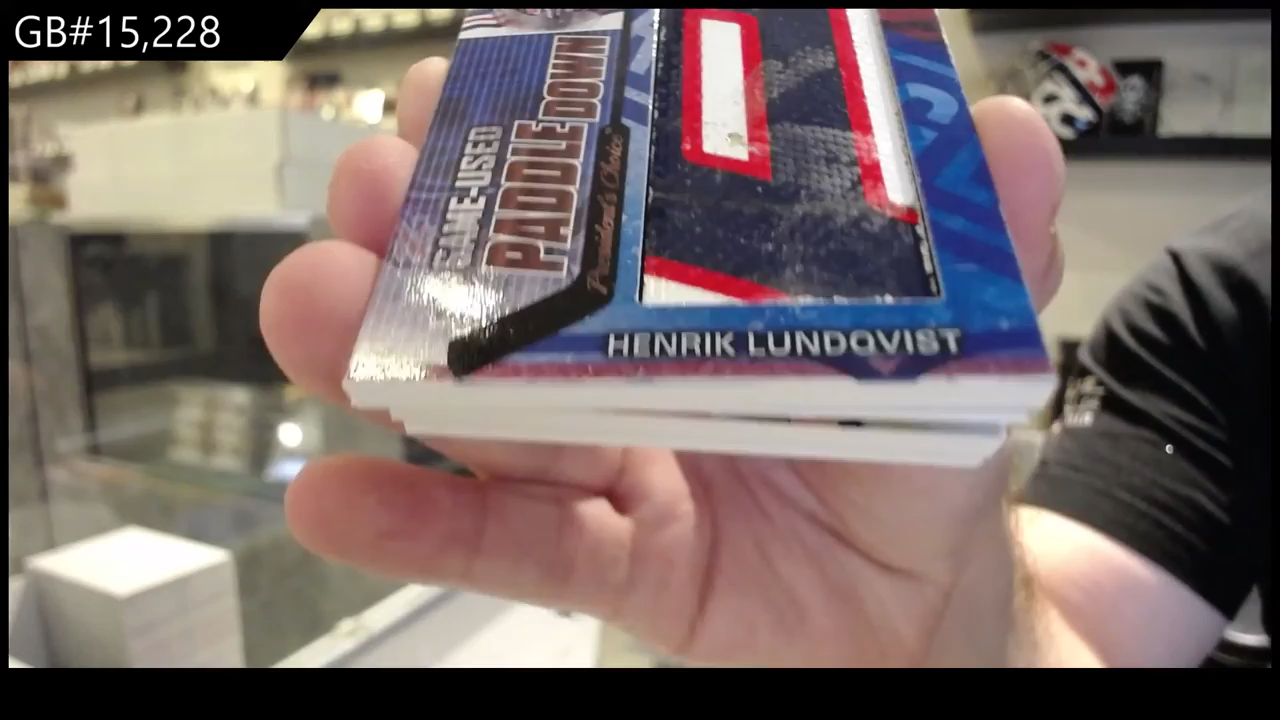 GB#15,228
GAME-USED
PADDLE DOWN
President's Choice
HENRIK LUNDQVIST